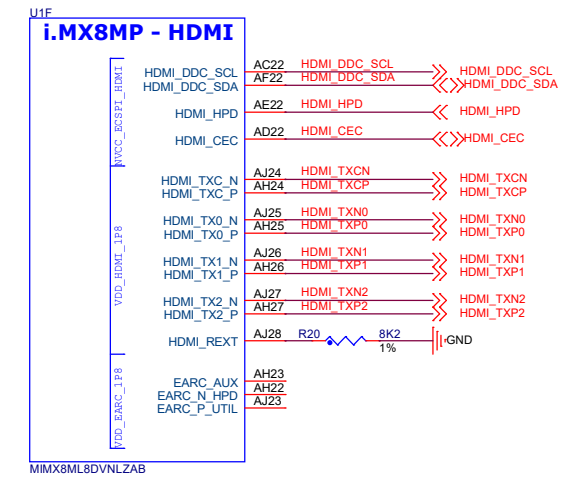 U1F
i.MX8MP - HDMI
NVCC_ECSPI_HDMI
HDMI_DDC_SCL AC22 HDMI_DDC_SCL HDMI_DDC_SCL
HDMI_DDC_SDA AF22 HDMI_DDC_SDA HDMI_DDC_SDA
HDMI_HPD AE22 HDMI_HPD HDMI_HPD
HDMI_CEC AD22 HDMI_CEC HDMI_CEC
VDD_HDMI_1P8
HDMI_TXC_N AJ24 HDMI_TXCN HDMI_TXCN
HDMI_TXC_P AH24 HDMI_TXCP HDMI_TXCP
HDMI_TX0_N AJ25 HDMI_TXN0 HDMI_TXN0
HDMI_TX0_P AH25 HDMI_TXP0 HDMI_TXP0
HDMI_TX1_N AJ26 HDMI_TXN1 HDMI_TXN1
HDMI_TX1_P AH26 HDMI_TXP1 HDMI_TXP1
HDMI_TX2_N AJ27 HDMI_TXN2 HDMI_TXN2
HDMI_TX2_P AH27 HDMI_TXP2 HDMI_TXP2
HDMI_REXT AJ28 R20 8K2 GND
1%
VDD_EARC_1P8
EARC_AUX AH23
EARC_N_HPD AH22
EARC_P_UTIL AJ23
MIMX8ML8DVNLZAB